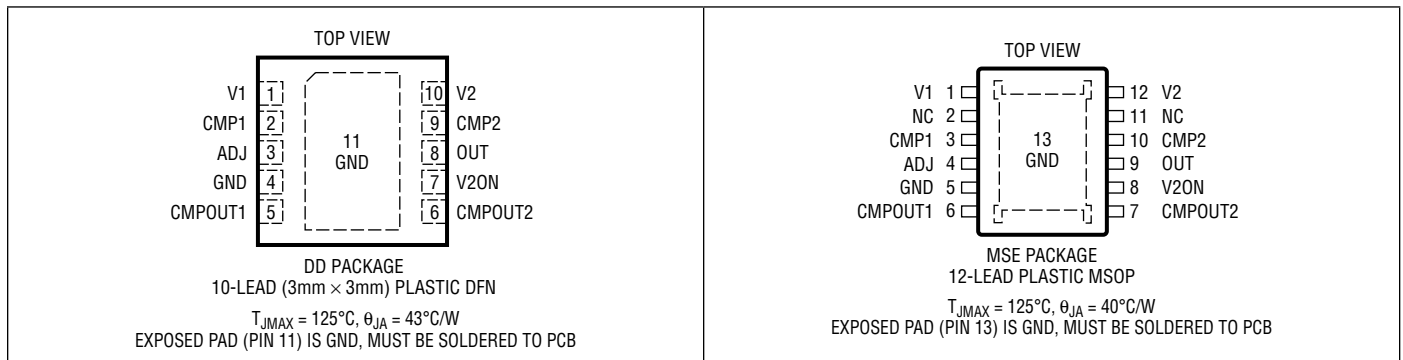 TOP VIEW
V1 1 10 V2
CMP1 2 9 CMP2
ADJ 3 8 OUT
GND 4 7 V2ON
CMPOUT1 5 6 CMPOUT2
11
GND
DD PACKAGE
10-LEAD (3mm × 3mm) PLASTIC DFN
TJMAX = 125°C, θJA = 43°C/W
EXPOSED PAD (PIN 11) IS GND, MUST BE SOLDERED TO PCB
TOP VIEW
V1 1 12 V2
NC 2 11 NC
CMP1 3 10 CMP2
ADJ 4 9 OUT
GND 5 8 V2ON
CMPOUT1 6 7 CMPOUT2
13
GND
MSE PACKAGE
12-LEAD PLASTIC MSOP
TJMAX = 125°C, θJA = 40°C/W
EXPOSED PAD (PIN 13) IS GND, MUST BE SOLDERED TO PCB